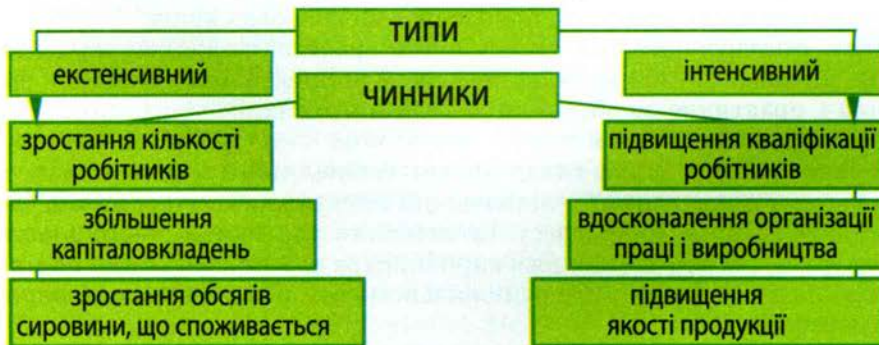 ТИПИ
екстенсивний
інтенсивний
ЧИННИКИ
зростання кількості
робітників
підвищення кваліфікації
робітників
збільшення
капіталовкладень
вдосконалення організації
праці і виробництва
зростання обсягів
сировини, що споживається
підвищення
якості продукції